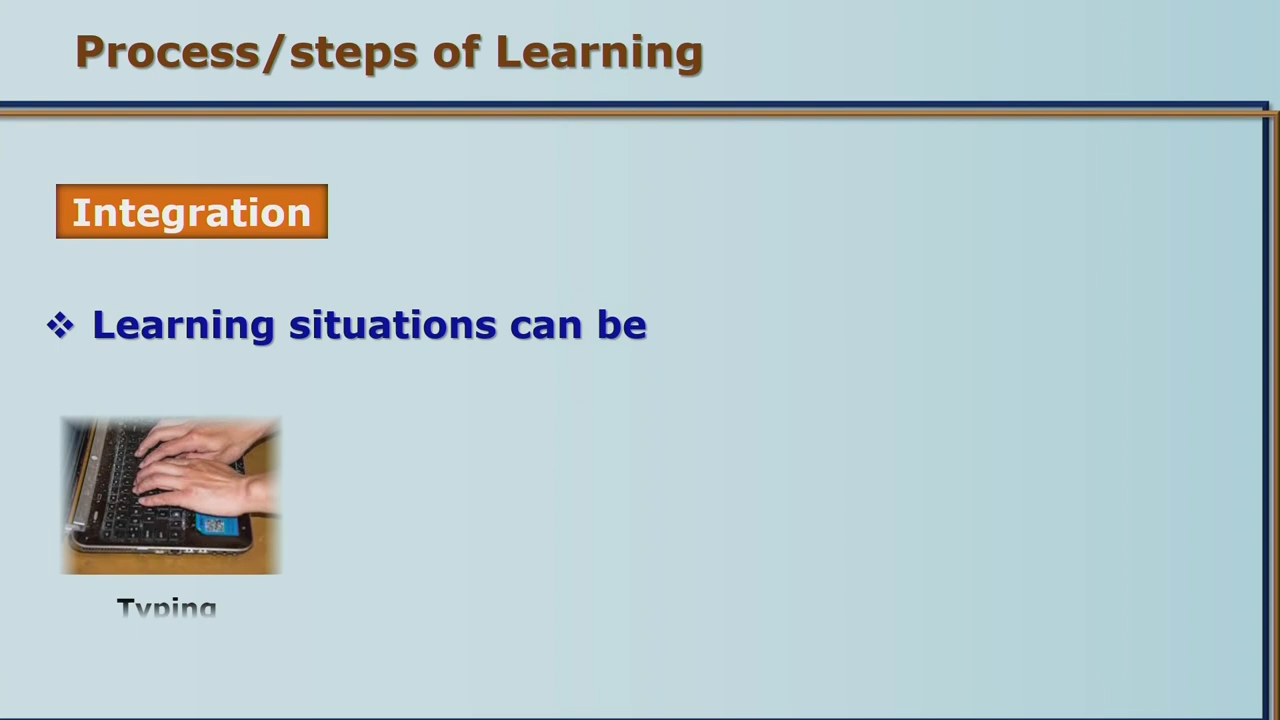 Process/steps of Learning
Integration
Learning situations can be
Typing